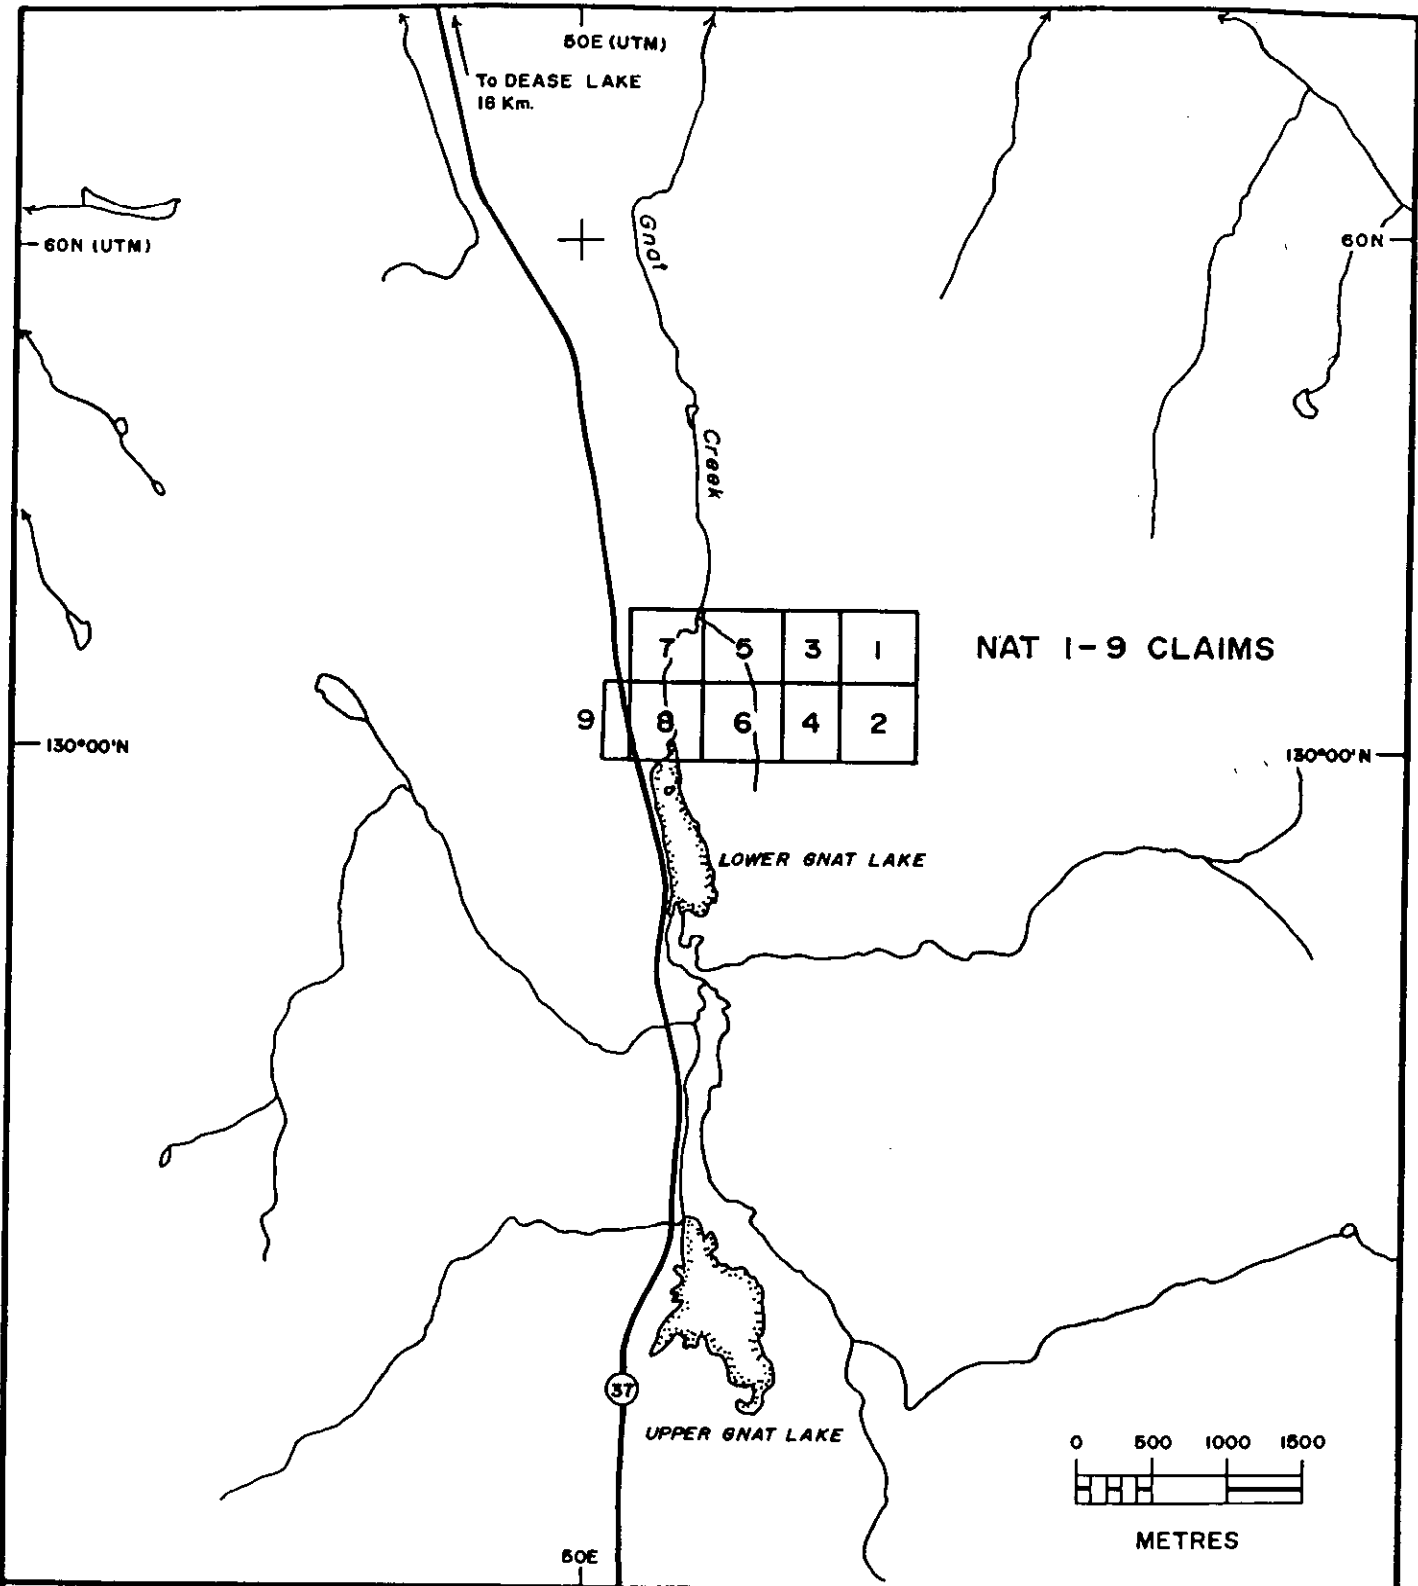 50E (UTM)
To DEASE LAKE
16 Km.
60N (UTM)
60N
Gnat
Creek
7 5 3 1
NAT 1-9 CLAIMS
9 8 6 4 2
130°00'N
130°00'N
LOWER GNAT LAKE
37
UPPER GNAT LAKE
0 500 1000 1500
METRES
50E